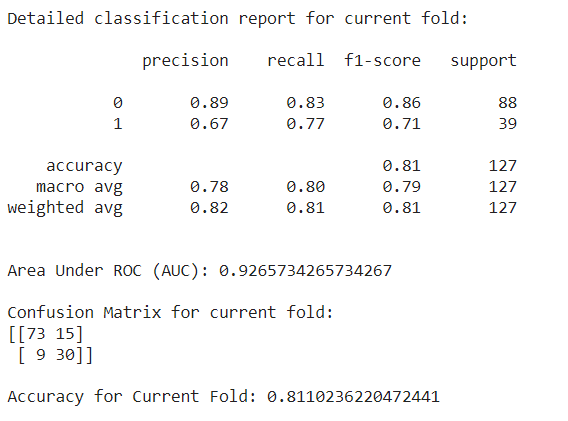 Detailed classification report for current fold:
precision recall f1-score support
0 0.89 0.83 0.86 88
1 0.67 0.77 0.71 39
accuracy 0.81 127
macro avg 0.78 0.80 0.79 127
weighted avg 0.82 0.81 0.81 127
Area Under ROC (AUC): 0.9265734265734267
Confusion Matrix for current fold:
[[73 15]
[ 9 30]]
Accuracy for Current Fold: 0.8110236220472441